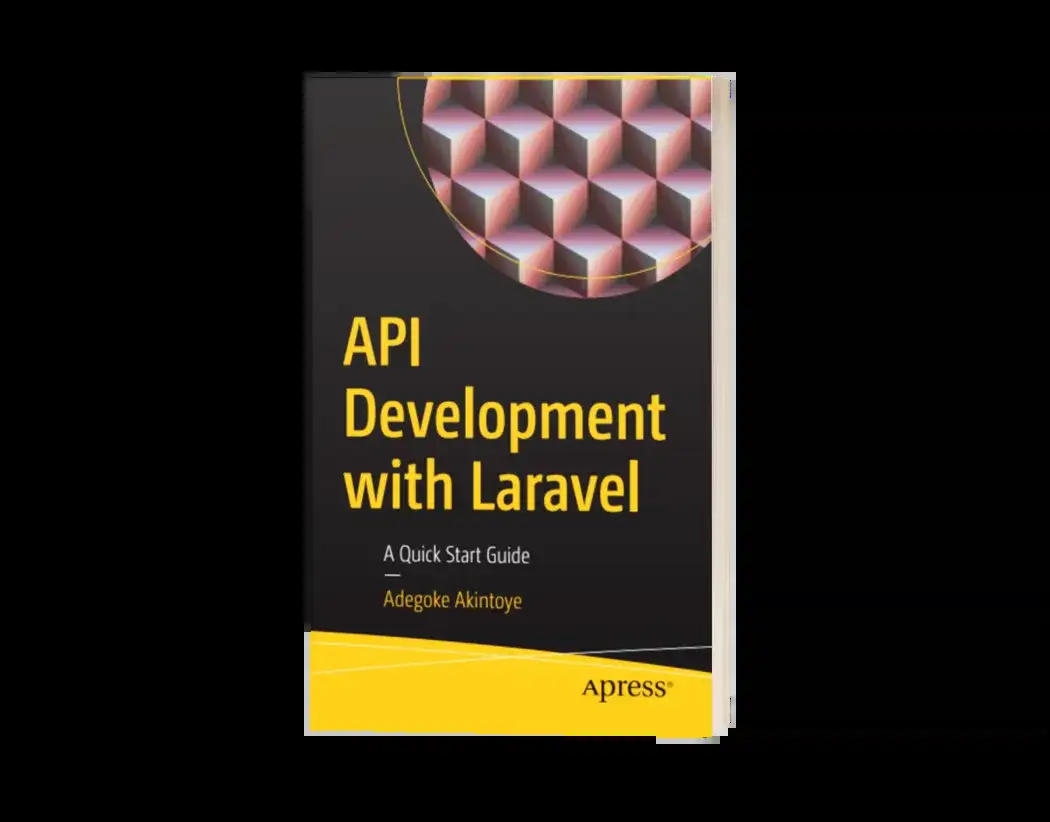 API
Development
with Laravel
A Quick Start Guide
Adegoke Akintoye
Apress®